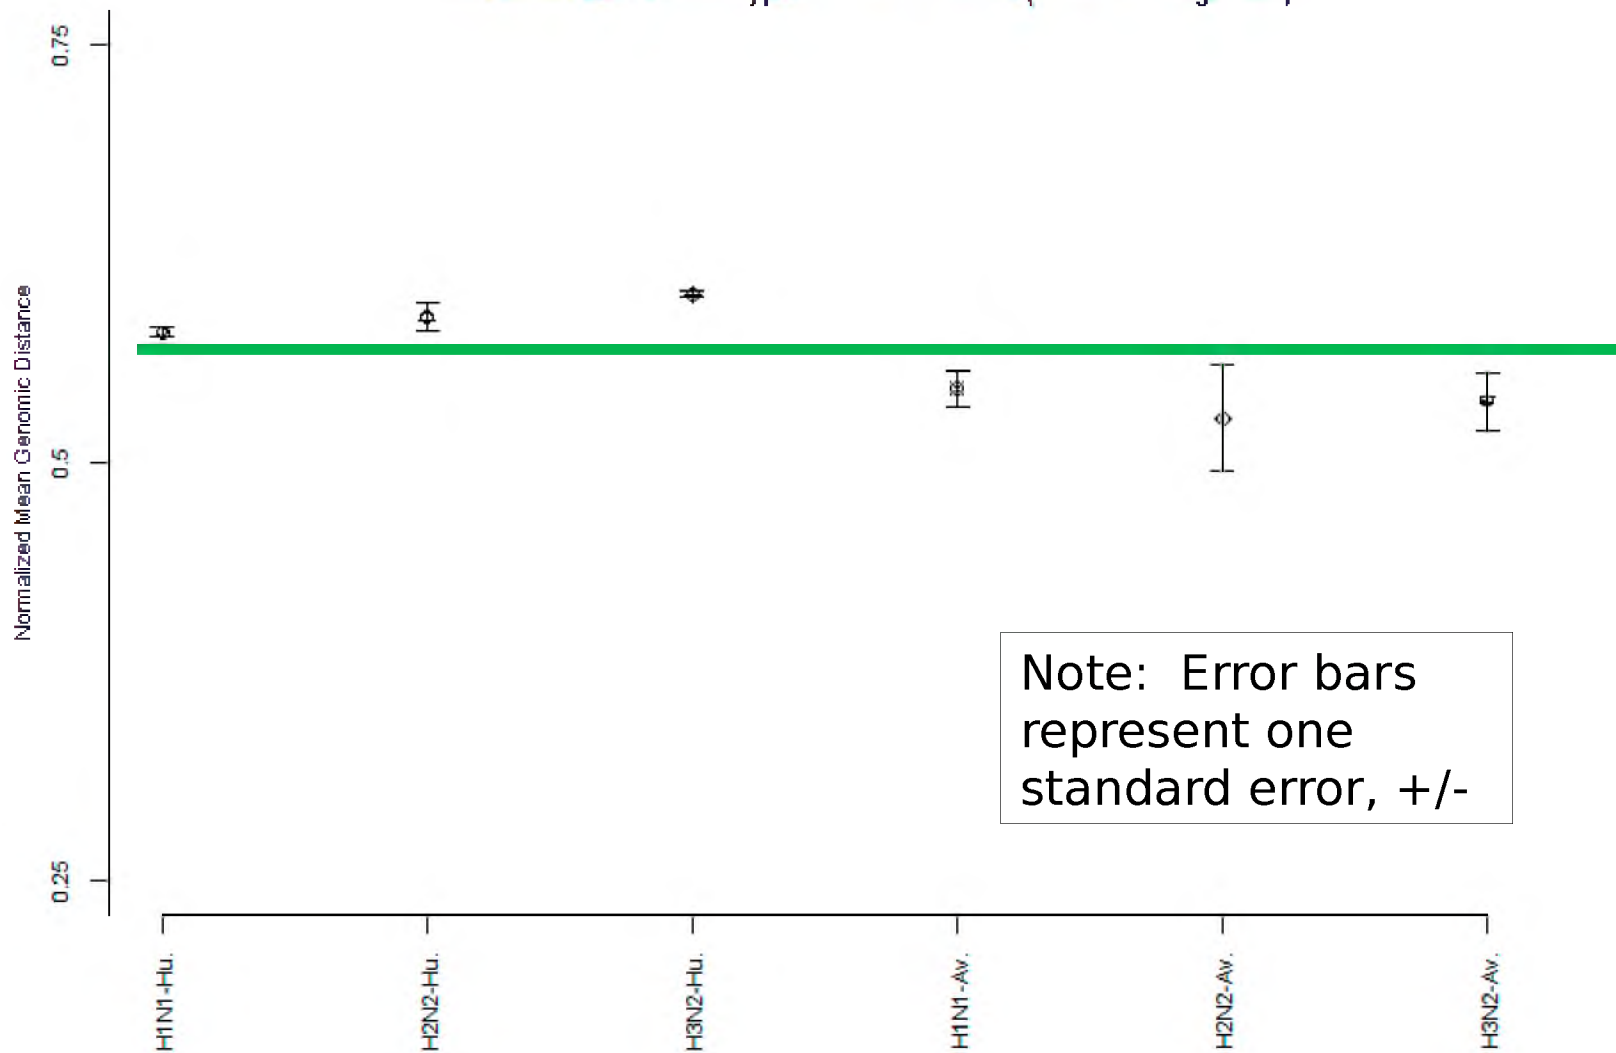 0.75
0.5
0.25
Normalized Mean Genomic Distance
Note:  Error bars
represent one
standard error, +/-
H1N1-Hu.
H2N2-Hu.
H3N2-Hu.
H1N1-Av.
H2N2-Av.
H3N2-Av.